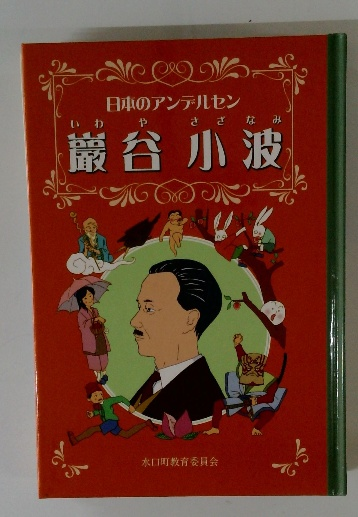 日本のアンデルセン
いわ や さざ なみ
巖谷 小波
水口町教育委員会